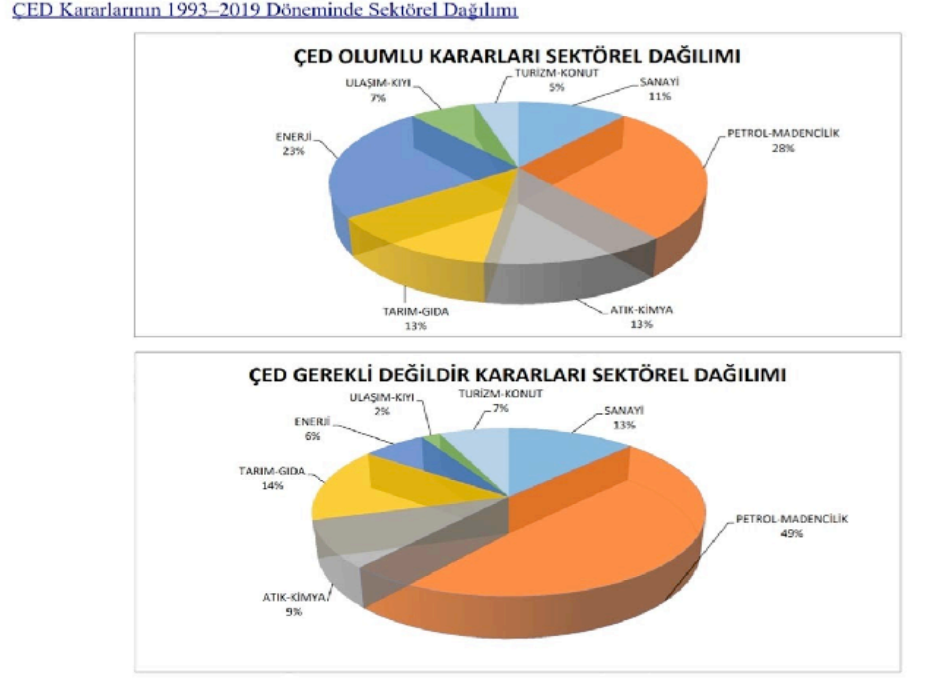 ÇED Kararlarının 1993–2019 Döneminde Sektörel Dağılımı
ÇED OLUMLU KARARLARI SEKTÖREL DAĞILIMI
TURİZM-KONUT
5%
ULAŞIM-KIYI
7%
SANAYİ
11%
ENERJİ
23%
PETROL-MADENCİLİK
28%
TARIM-GIDA
13%
ATIK-KİMYA
13%
ÇED GEREKLİ DEĞİLDİR KARARLARI SEKTÖREL DAĞILIMI
ULAŞIM-KIYI
2%
TURİZM-KONUT
7%
SANAYİ
13%
ENERJİ
6%
TARIM-GIDA
14%
PETROL-MADENCİLİK
49%
ATIK-KİMYA
9%